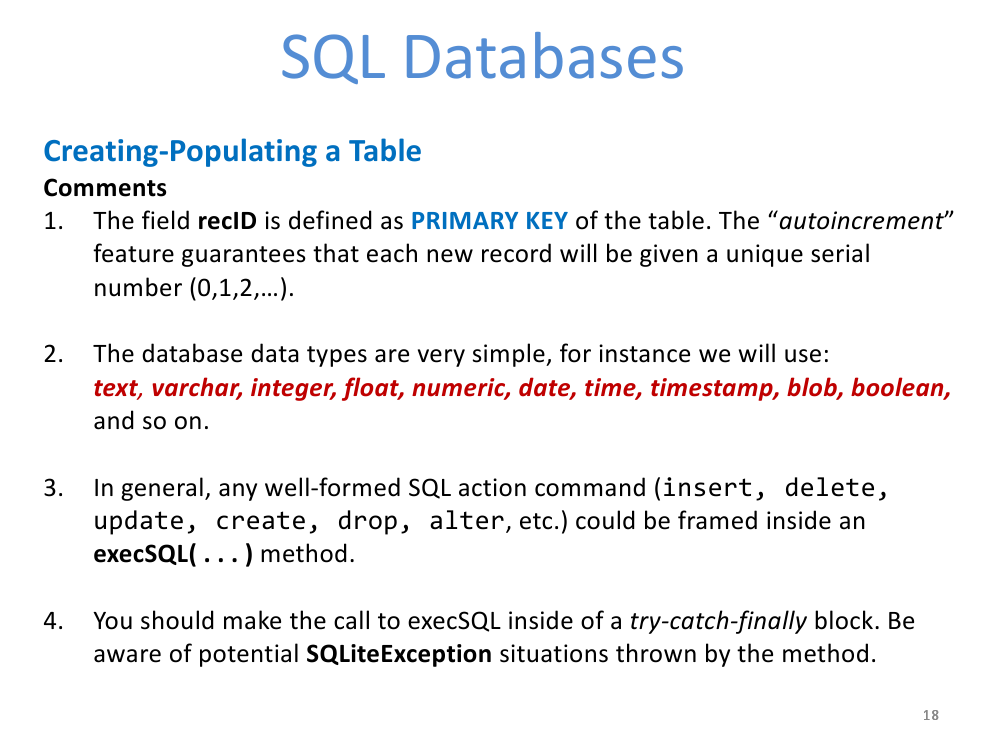 SQL Databases
Creating-Populating a Table
Comments
1. The field recID is defined as PRIMARY KEY of the table. The “autoincrement”
feature guarantees that each new record will be given a unique serial
number (0,1,2,…).
2. The database data types are very simple, for instance we will use:
text, varchar, integer, float, numeric, date, time, timestamp, blob, boolean,
and so on.
3. In general, any well-formed SQL action command (insert, delete,
update, create, drop, alter, etc.) could be framed inside an
execSQL( . . . ) method.
4. You should make the call to execSQL inside of a try-catch-finally block. Be
aware of potential SQLiteException situations thrown by the method.
18